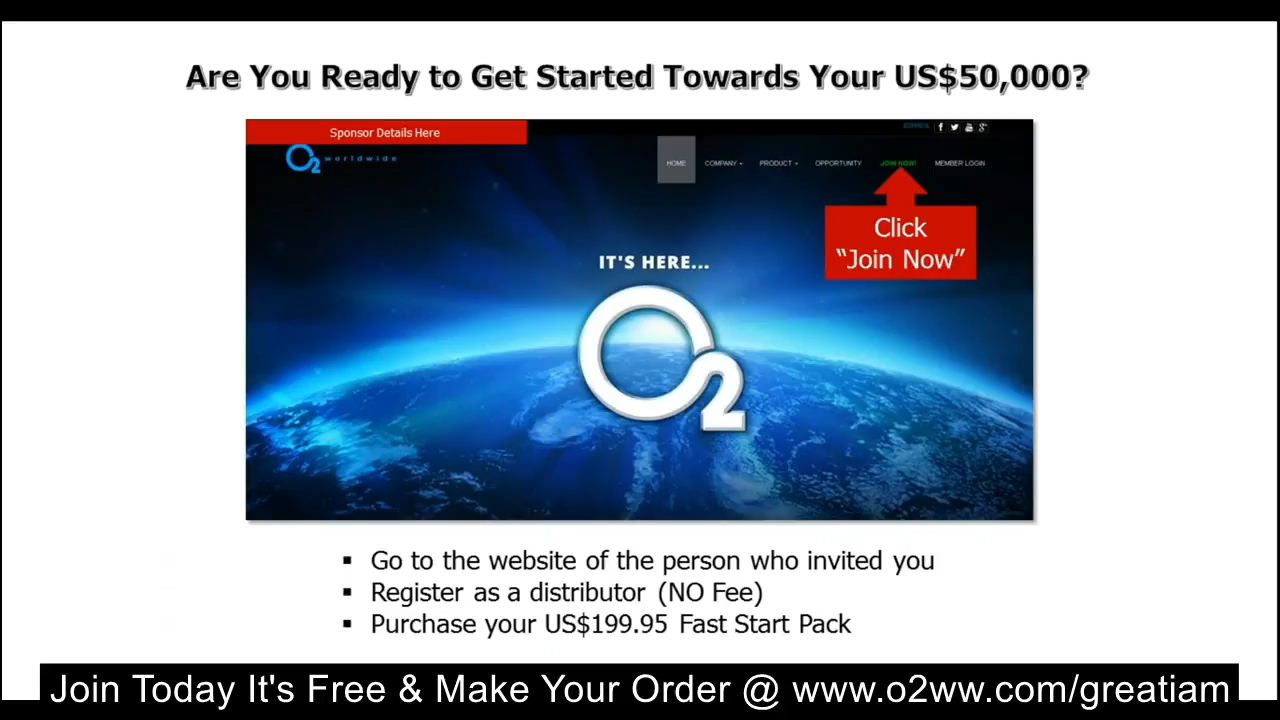 Are You Ready to Get Started Towards Your US$50,000?
Sponsor Details Here
O2 worldwide
HOME COMPANY PRODUCT OPPORTUNITY JOIN NOW! MEMBER LOGIN
Click
“Join Now”
IT'S HERE...
O2
▪ Go to the website of the person who invited you
▪ Register as a distributor (NO Fee)
▪ Purchase your US$199.95 Fast Start Pack
Join Today It's Free & Make Your Order @ www.o2ww.com/greatiam